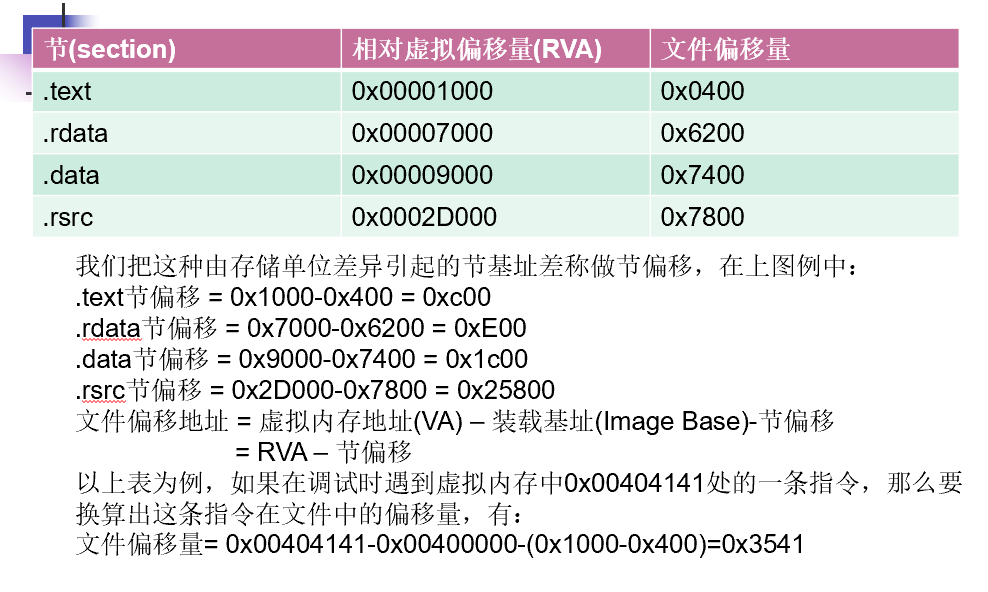 节(section) 相对虚拟偏移量(RVA) 文件偏移量
.text 0x00001000 0x0400
.rdata 0x00007000 0x6200
.data 0x00009000 0x7400
.rsrc 0x0002D000 0x7800
我们把这种由存储单位差异引起的节基址差称做节偏移，在上图例中：
.text节偏移 = 0x1000-0x400 = 0xc00
.rdata节偏移 = 0x7000-0x6200 = 0xE00
.data节偏移 = 0x9000-0x7400 = 0x1c00
.rsrc节偏移 = 0x2D000-0x7800 = 0x25800
文件偏移地址 = 虚拟内存地址(VA) – 装载基址(Image Base)-节偏移
= RVA – 节偏移
以上表为例，如果在调试时遇到虚拟内存中0x00404141处的一条指令，那么要
换算出这条指令在文件中的偏移量，有：
文件偏移量= 0x00404141-0x00400000-(0x1000-0x400)=0x3541